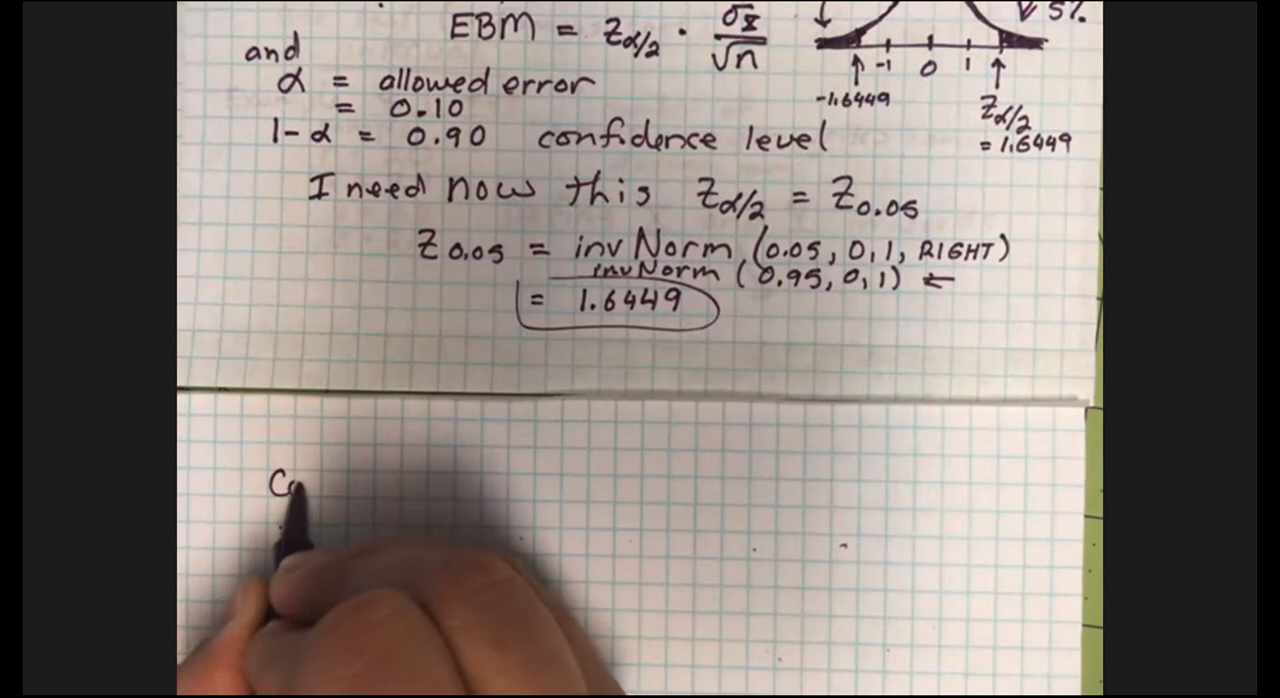 EBM = Zα/2 · σx/√n
5%
and
-1 0 1
α = allowed error
= 0.10
-1.6449
Zα/2
= 1.6449
1-α = 0.90 confidence level
I need now this Zα/2 = Z0.05
Z0.05 = invNorm (0.05, 0, 1, RIGHT)
invNorm (0.95, 0, 1) ←
= 1.6449
Co